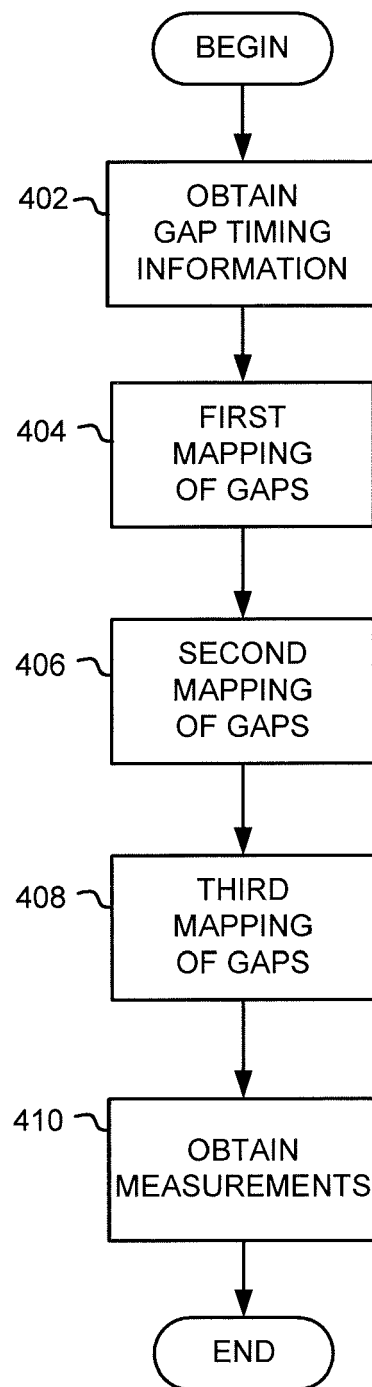 BEGIN
402
OBTAIN
GAP TIMING
INFORMATION
404
FIRST
MAPPING
OF GAPS
406
SECOND
MAPPING
OF GAPS
408
THIRD
MAPPING
OF GAPS
410
OBTAIN
MEASUREMENTS
END